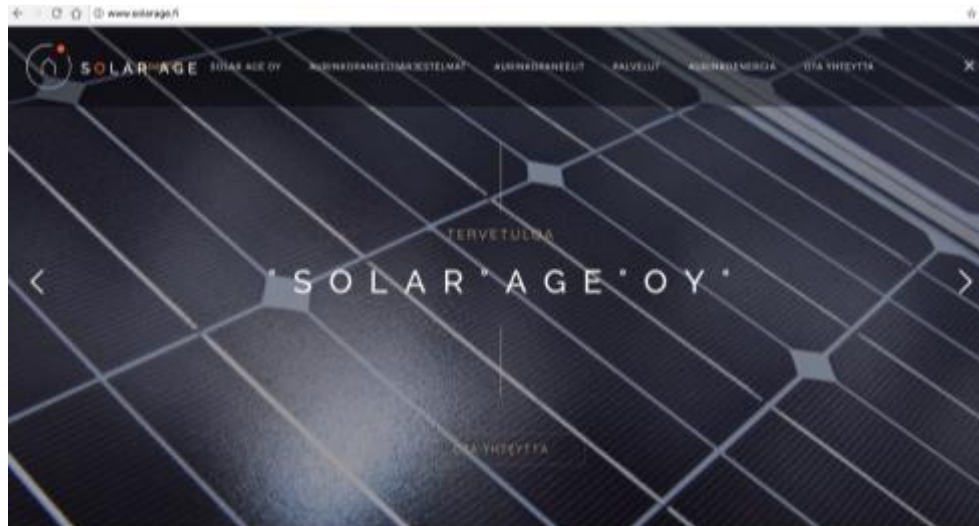 www.solarage.fi
SOLAR AGE SOLAR AGE OY AURINKOPANEELIJÄRJESTELMÄT AURINKOPANEELIT PALVELUT AURINKOENERGIA OTA YHTEYTTÄ
TERVETULOA
°SOLAR°AGE°OY°
OTA YHTEYTTÄ